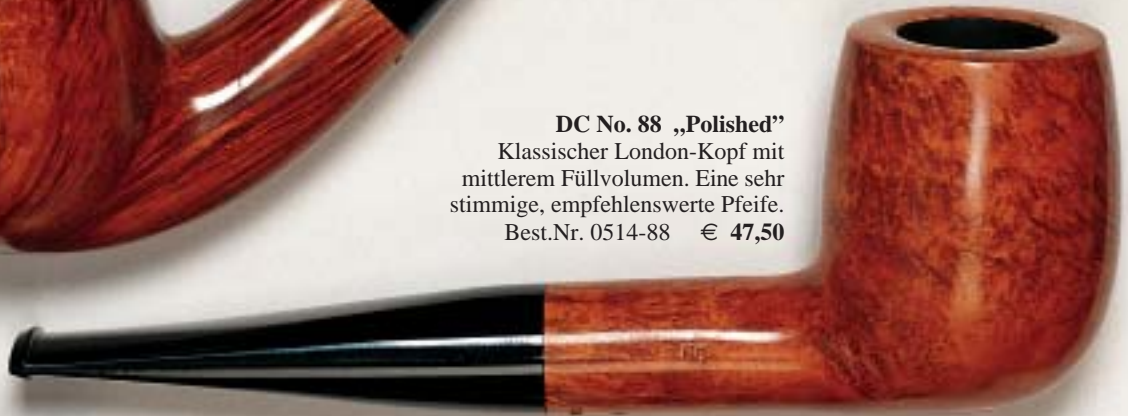 DC No. 88 „Polished”
Klassischer London-Kopf mit
mittlerem Füllvolumen. Eine sehr
stimmige, empfehlenswerte Pfeife.
Best.Nr. 0514-88 € 47,50